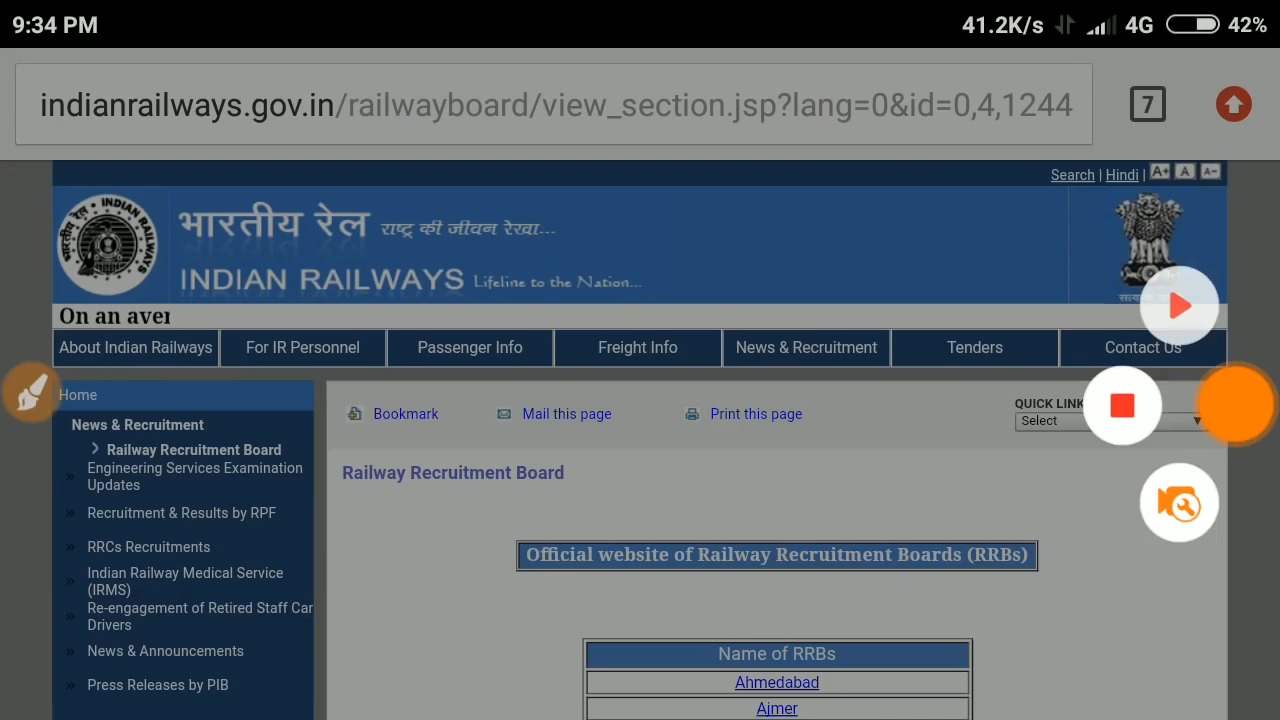 9:34 PM
41.2K/s 4G 42%
indianrailways.gov.in/railwayboard/view_section.jsp?lang=0&id=0,4,1244
7
Search | Hindi | A+ A A-
INDIAN RAILWAYS
भारतीय रेल राष्ट्र की जीवन रेखा...
INDIAN RAILWAYS Lifeline to the Nation...
On an aver
About Indian Railways
For IR Personnel
Passenger Info
Freight Info
News & Recruitment
Tenders
Contact Us
Home
News & Recruitment
Railway Recruitment Board
Engineering Services Examination
Updates
Recruitment & Results by RPF
RRCs Recruitments
Indian Railway Medical Service
(IRMS)
Re-engagement of Retired Staff Car
Drivers
News & Announcements
Press Releases by PIB
Bookmark
Mail this page
Print this page
QUICK LINK
Select
Railway Recruitment Board
Official website of Railway Recruitment Boards (RRBs)
Name of RRBs
Ahmedabad
Ajmer